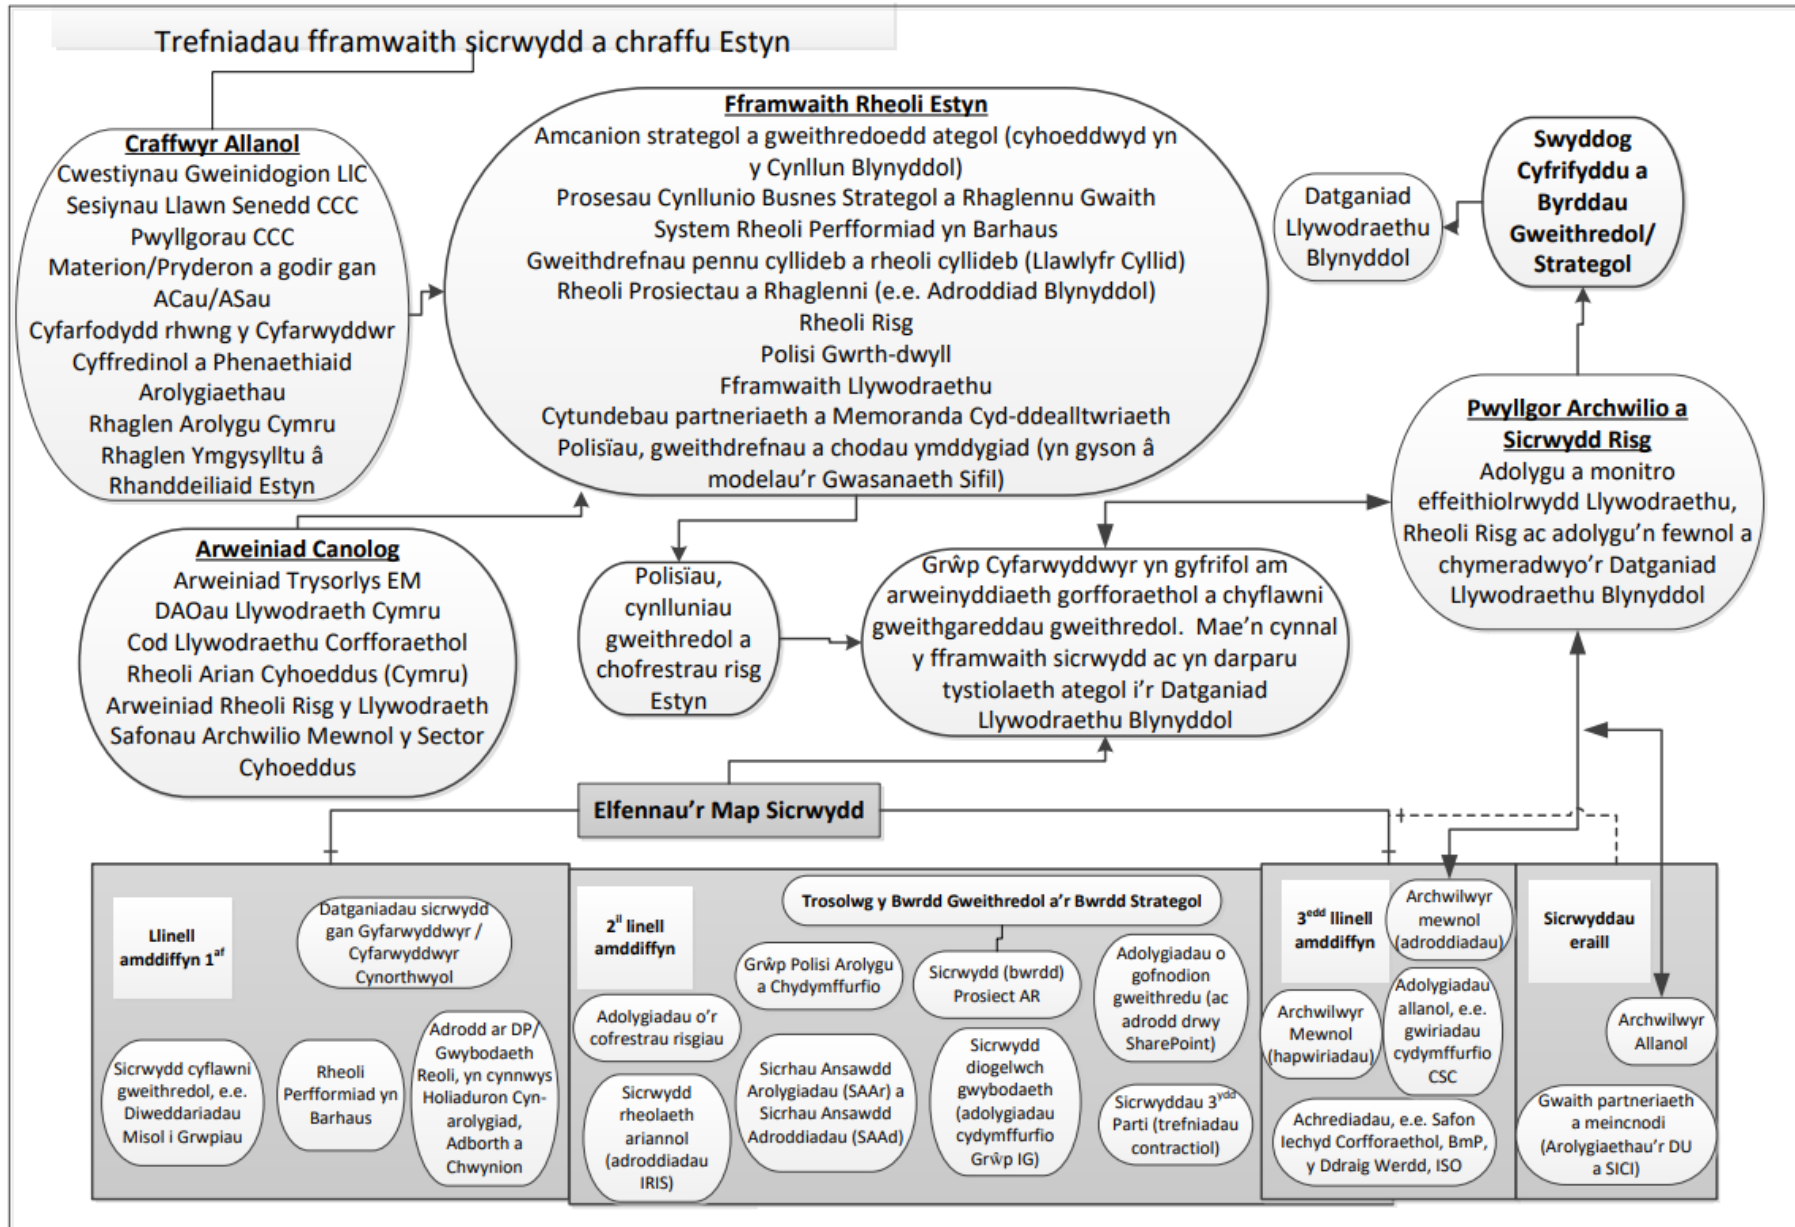 Trefniadau fframwaith sicrwydd a chraffu Estyn
Craffwyr Allanol
Cwestiynau Gweinidogion LlC
Sesiynau Llawn Senedd CCC
Pwyllgorau CCC
Materion/Pryderon a godir gan
ACau/ASau
Cyfarfodydd rhwng y Cyfarwyddwr
Cyffredinol a Phenaethiaid
Arolygiaethau
Rhaglen Arolygu Cymru
Rhaglen Ymgysylltu â
Rhanddeiliaid Estyn
Fframwaith Rheoli Estyn
Amcanion strategol a gweithredoedd ategol (cyhoeddwyd yn
y Cynllun Blynyddol)
Prosesau Cynllunio Busnes Strategol a Rhaglennu Gwaith
System Rheoli Perfformiad yn Barhaus
Gweithdrefnau pennu cyllideb a rheoli cyllideb (Llawlyfr Cyllid)
Rheoli Prosiectau a Rhaglenni (e.e. Adroddiad Blynyddol)
Rheoli Risg
Polisi Gwrth-dwyll
Fframwaith Llywodraethu
Cytundebau partneriaeth a Memoranda Cyd-ddealltwriaeth
Polisïau, gweithdrefnau a chodau ymddygiad (yn gyson â
modelau'r Gwasanaeth Sifil)
Datganiad
Llywodraethu
Blynyddol
Swyddog
Cyfrifyddu a
Byrddau
Gweithredol/
Strategol
Pwyllgor Archwilio a
Sicrwydd Risg
Adolygu a monitro
effeithiolrwydd Llywodraethu,
Rheoli Risg ac adolygu'n fewnol a
chymeradwyo'r Datganiad
Llywodraethu Blynyddol
Arweiniad Canolog
Arweiniad Trysorlys EM
DAOau Llywodraeth Cymru
Cod Llywodraethu Corfforaethol
Rheoli Arian Cyhoeddus (Cymru)
Arweiniad Rheoli Risg y Llywodraeth
Safonau Archwilio Mewnol y Sector
Cyhoeddus
Polisïau,
cynlluniau
gweithredol a
chofrestrau risg
Estyn
Grŵp Cyfarwyddwyr yn gyfrifol am
arweinyddiaeth gorfforaethol a chyflawni
gweithgareddau gweithredol. Mae'n cynnal
y fframwaith sicrwydd ac yn darparu
tystiolaeth ategol i'r Datganiad
Llywodraethu Blynyddol
Elfennau'r Map Sicrwydd
Llinell
amddiffyn 1af
Datganiadau sicrwydd
gan Gyfarwyddwyr /
Cyfarwyddwyr
Cynorthwyol
Sicrwydd cyflawni
gweithredol, e.e.
Diweddariadau
Misol i Grwpiau
Rheoli
Perfformiad yn
Barhaus
Adrodd ar DP/
Gwybodaeth
Reoli, yn cynnwys
Holiaduron Cyn-
arolygiad,
Adborth a
Chwynion
2il linell
amddiffyn
Trosolwg y Bwrdd Gweithredol a'r Bwrdd Strategol
Adolygiadau o'r
cofrestrau risgiau
Sicrwydd
rheolaeth
ariannol
(adroddiadau
IRIS)
Grŵp Polisi Arolygu
a Chydymffurfio
Sicrhau Ansawdd
Arolygiadau (SAAr) a
Sicrhau Ansawdd
Adroddiadau (SAAd)
Sicrwydd (bwrdd)
Prosiect AR
Sicrwydd
diogelwch
gwybodaeth
(adolygiadau
cydymffurfio
Grŵp IG)
Adolygiadau o
gofnodion
gweithredu (ac
adrodd drwy
SharePoint)
Sicrwyddau 3ydd
Parti (trefniadau
contractiol)
3edd llinell
amddiffyn
Archwilwyr
mewnol
(adroddiadau)
Archwilwyr
Mewnol
(hapwiriadau)
Adolygiadau
allanol, e.e.
gwiriadau
cydymffurfio
CSC
Achrediadau, e.e. Safon
Iechyd Corfforaethol, BmP,
y Ddraig Werdd, ISO
Sicrwyddau
eraill
Archwilwyr
Allanol
Gwaith partneriaeth
a meincnodi
(Arolygiaethau'r DU
a SICI)